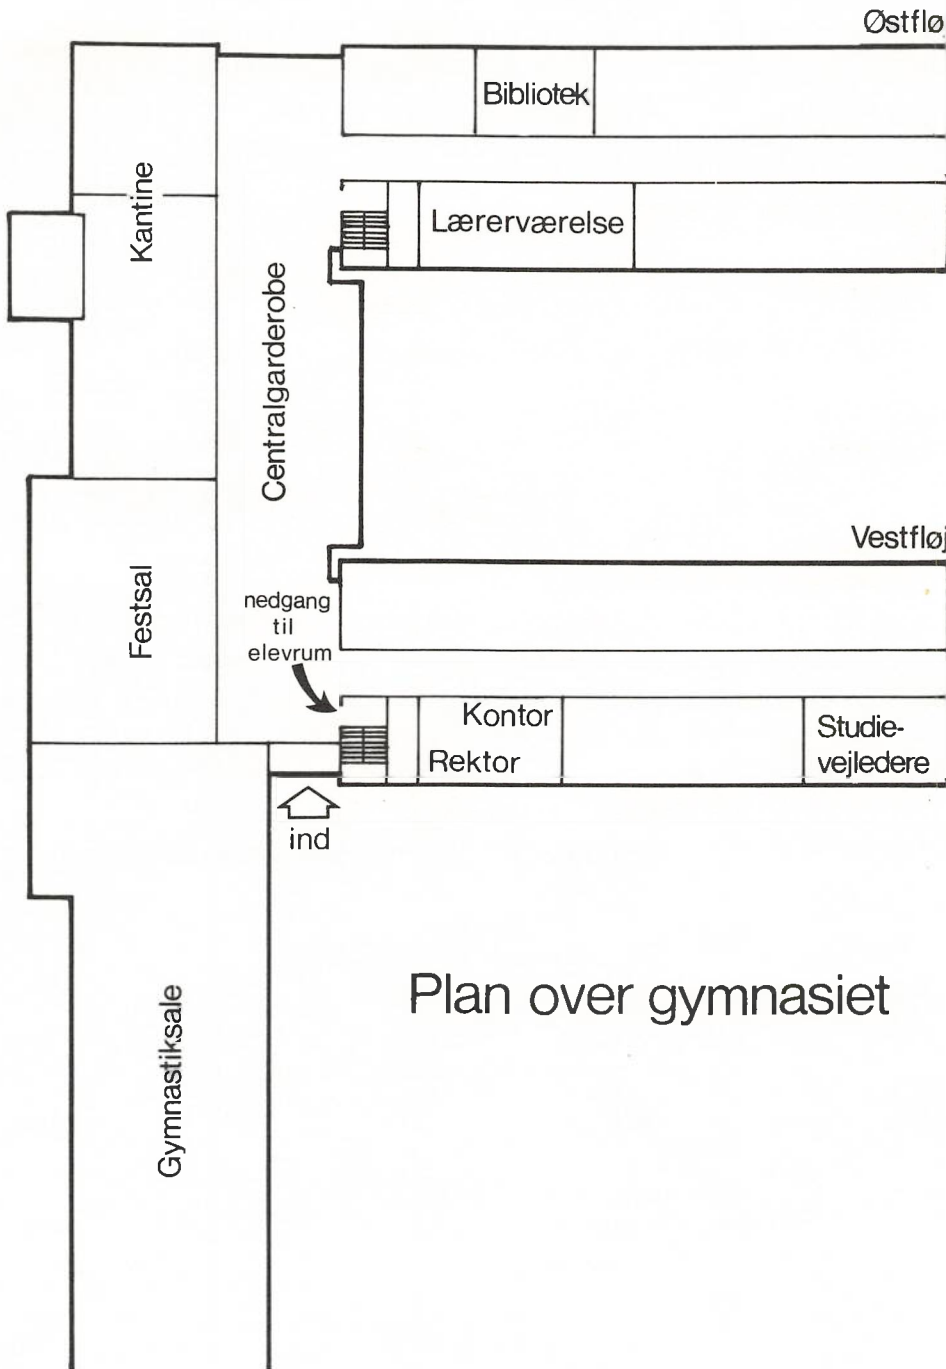 Østflø
Bibliotek
Kantine
Lærerværelse
Centralgarderobe
Vestfløj
Festsal
nedgang
til
elevrum
Kontor
Rektor
Studie-
vejledere
ind
Plan over gymnasiet
Gymnastiksale